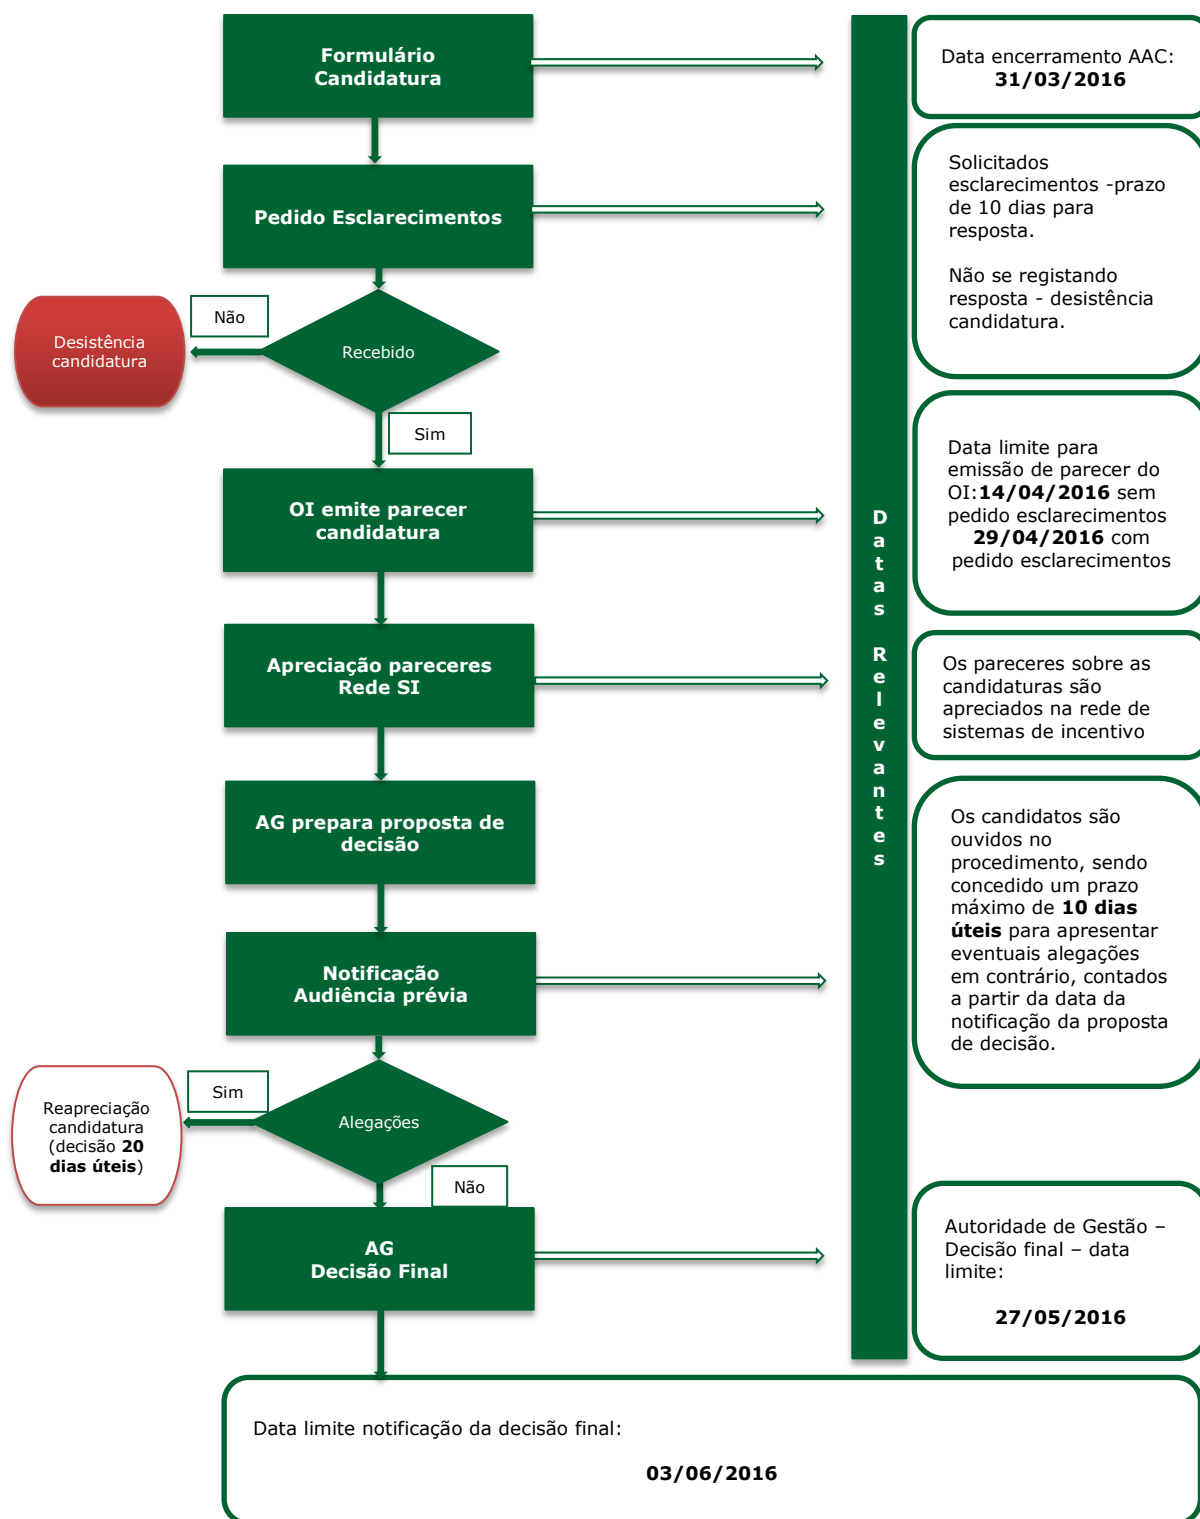 Formulário
Candidatura
Data encerramento AAC:
31/03/2016
Pedido Esclarecimentos
Solicitados
esclarecimentos -prazo
de 10 dias para
resposta.
Não se registando
resposta - desistência
candidatura.
Não
Desistência
candidatura
Recebido
Sim
OI emite parecer
candidatura
Data limite para
emissão de parecer do
OI:14/04/2016 sem
pedido esclarecimentos
29/04/2016 com
pedido esclarecimentos
Datas Relevantes
Apreciação pareceres
Rede SI
Os pareceres sobre as
candidaturas são
apreciados na rede de
sistemas de incentivo
AG prepara proposta de
decisão
Os candidatos são
ouvidos no
procedimento, sendo
concedido um prazo
máximo de 10 dias
úteis para apresentar
eventuais alegações
em contrário, contados
a partir da data da
notificação da proposta
de decisão.
Notificação
Audiência prévia
Sim
Reapreciação
candidatura
(decisão 20
dias úteis)
Alegações
Não
AG
Decisão Final
Autoridade de Gestão –
Decisão final – data
limite:
27/05/2016
Data limite notificação da decisão final:
03/06/2016